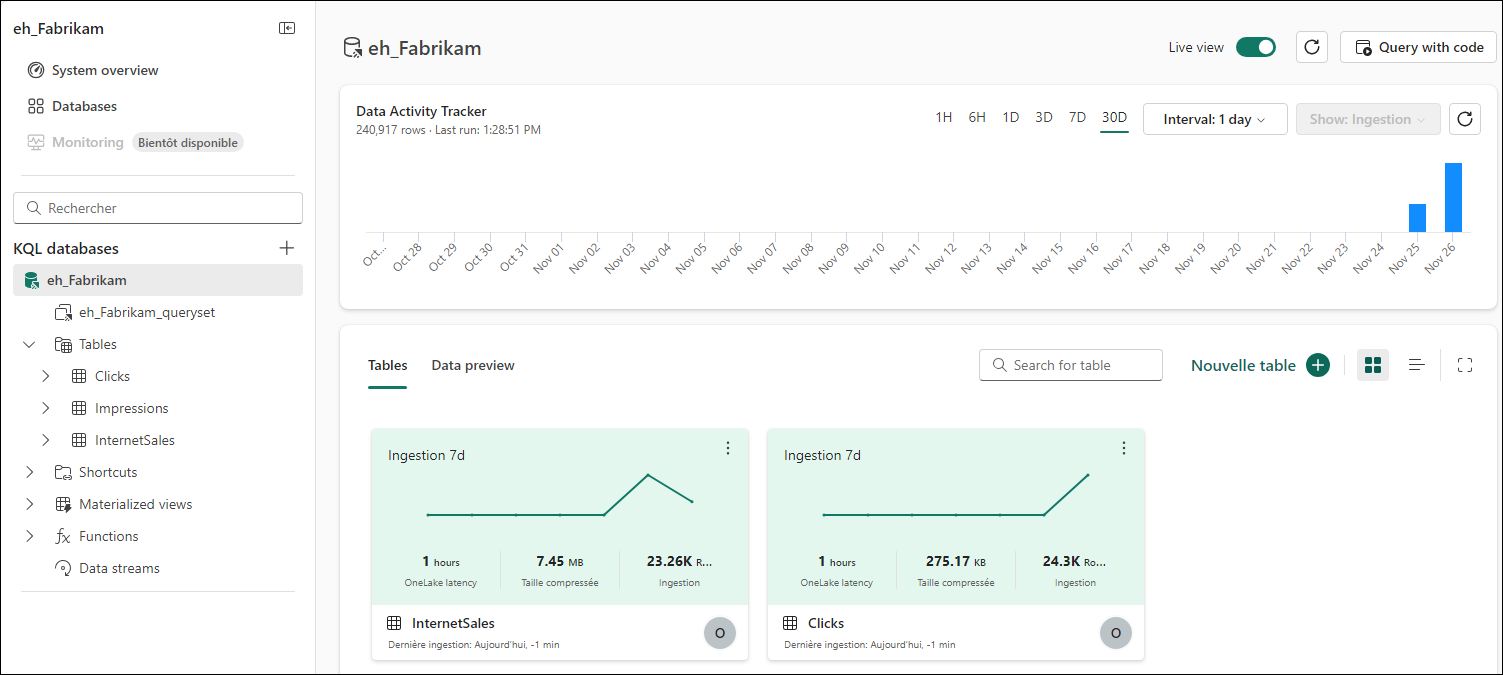 eh_Fabrikam
System overview
Databases
Monitoring Bientôt disponible
Rechercher
KQL databases
eh_Fabrikam
eh_Fabrikam_queryset
Tables
Clicks
Impressions
InternetSales
Shortcuts
Materialized views
Functions
Data streams
eh_Fabrikam
Live view
Query with code
Data Activity Tracker
240,917 rows · Last run: 1:28:51 PM
1H 6H 1D 3D 7D 30D Interval: 1 day Show: Ingestion
Oct... Oct 28 Oct 29 Oct 30 Oct 31 Nov 01 Nov 02 Nov 03 Nov 04 Nov 05 Nov 06 Nov 07 Nov 08 Nov 09 Nov 10 Nov 11 Nov 12 Nov 13 Nov 14 Nov 15 Nov 16 Nov 17 Nov 18 Nov 19 Nov 20 Nov 21 Nov 22 Nov 23 Nov 24 Nov 25 Nov 26
Tables Data preview Search for table Nouvelle table
Ingestion 7d
1 hours 7.45 MB 23.26K R...
OneLake latency Taille compressée Ingestion
InternetSales
O
Dernière ingestion: Aujourd'hui, -1 min
Ingestion 7d
1 hours 275.17 KB 24.3K Ro...
OneLake latency Taille compressée Ingestion
Clicks
O
Dernière ingestion: Aujourd'hui, -1 min